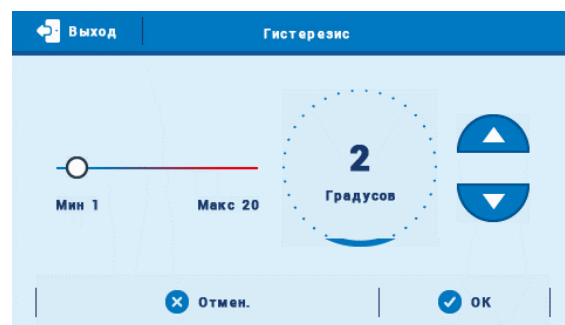 Выход
Гистерезис
2
Градусов
Мин 1
Макс 20
Отмен.
OK